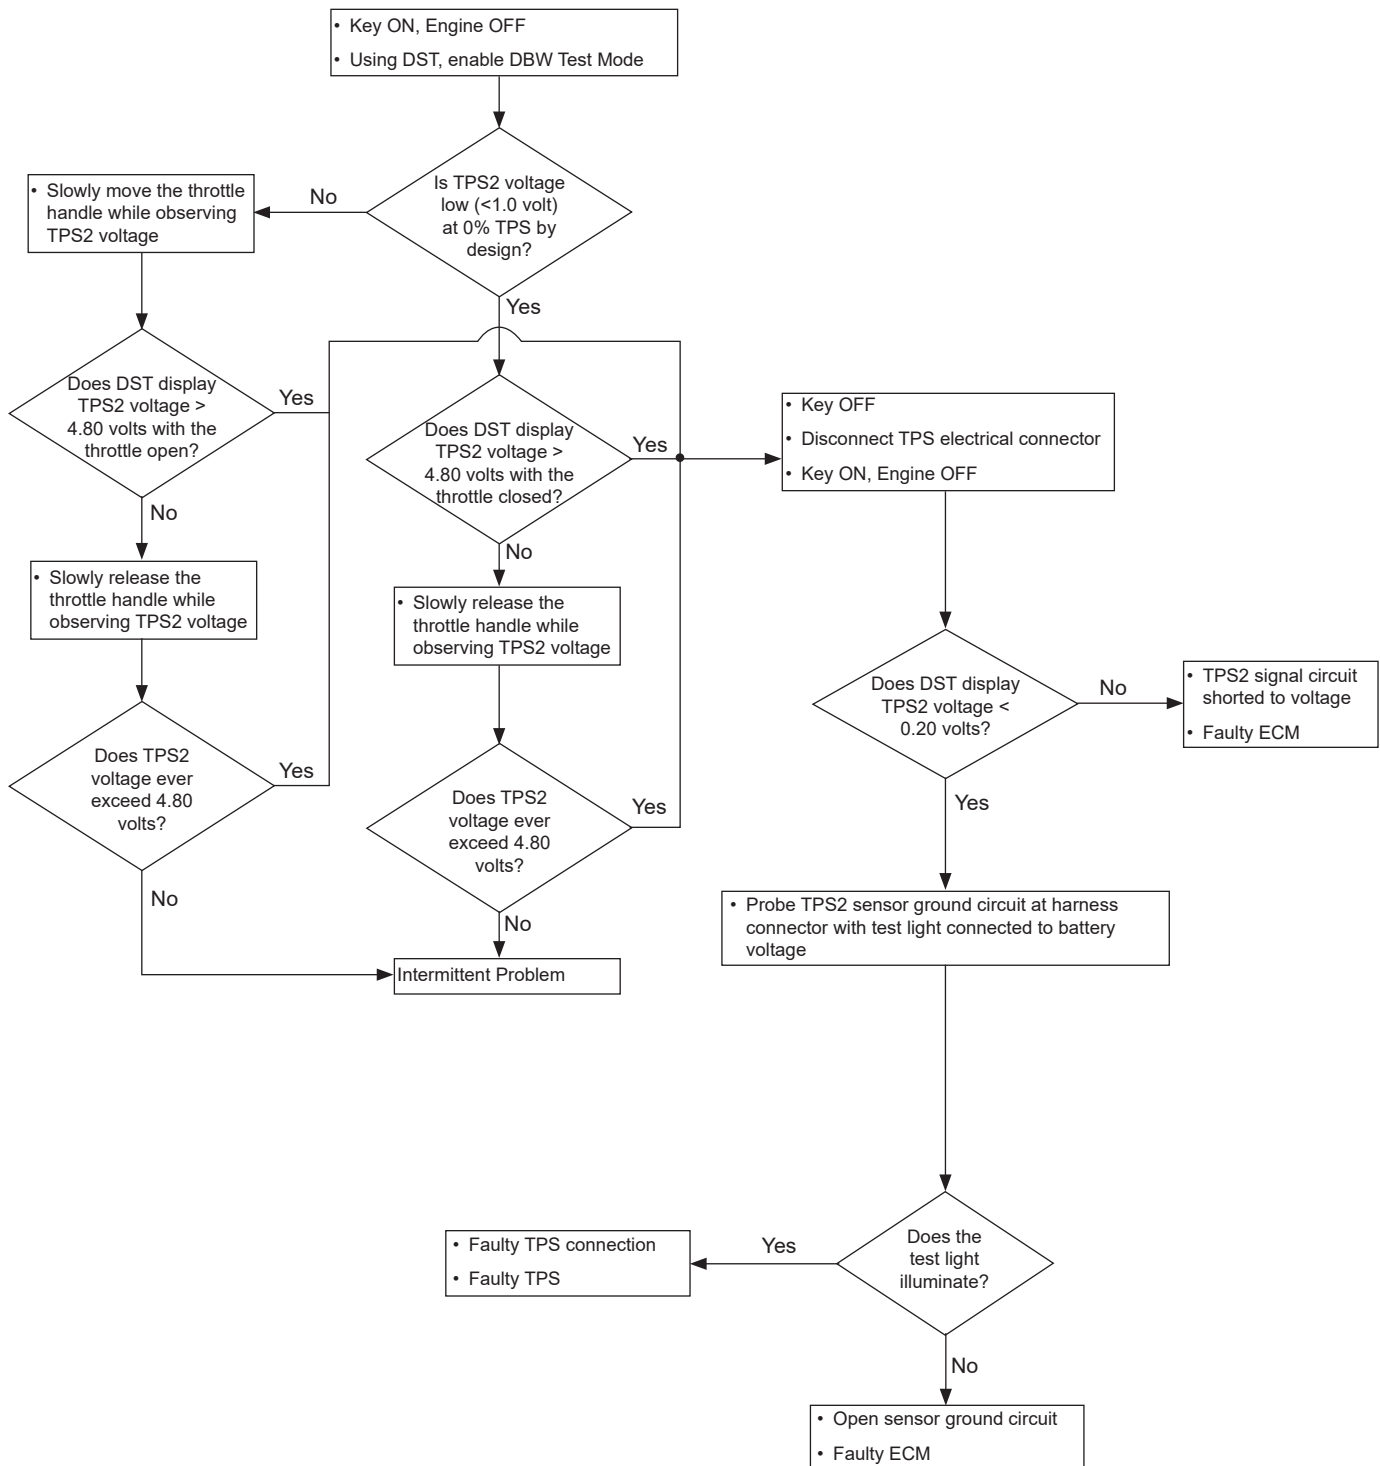 • Key ON, Engine OFF
• Using DST, enable DBW Test Mode
Is TPS2 voltage
low (<1.0 volt)
at 0% TPS by
design?
No
• Slowly move the throttle
handle while observing
TPS2 voltage
Yes
Does DST display
TPS2 voltage >
4.80 volts with the
throttle open?
Yes
Does DST display
TPS2 voltage >
4.80 volts with the
throttle closed?
Yes
• Key OFF
• Disconnect TPS electrical connector
• Key ON, Engine OFF
No
No
• Slowly release the
throttle handle while
observing TPS2 voltage
• Slowly release the
throttle handle while
observing TPS2 voltage
Does DST display
TPS2 voltage <
0.20 volts?
No
• TPS2 signal circuit
shorted to voltage
• Faulty ECM
Does TPS2
voltage ever
exceed 4.80
volts?
Yes
Does TPS2
voltage ever
exceed 4.80
volts?
Yes
Yes
No
No
• Probe TPS2 sensor ground circuit at harness
connector with test light connected to battery
voltage
Intermittent Problem
Does the
test light
illuminate?
Yes
• Faulty TPS connection
• Faulty TPS
No
• Open sensor ground circuit
• Faulty ECM